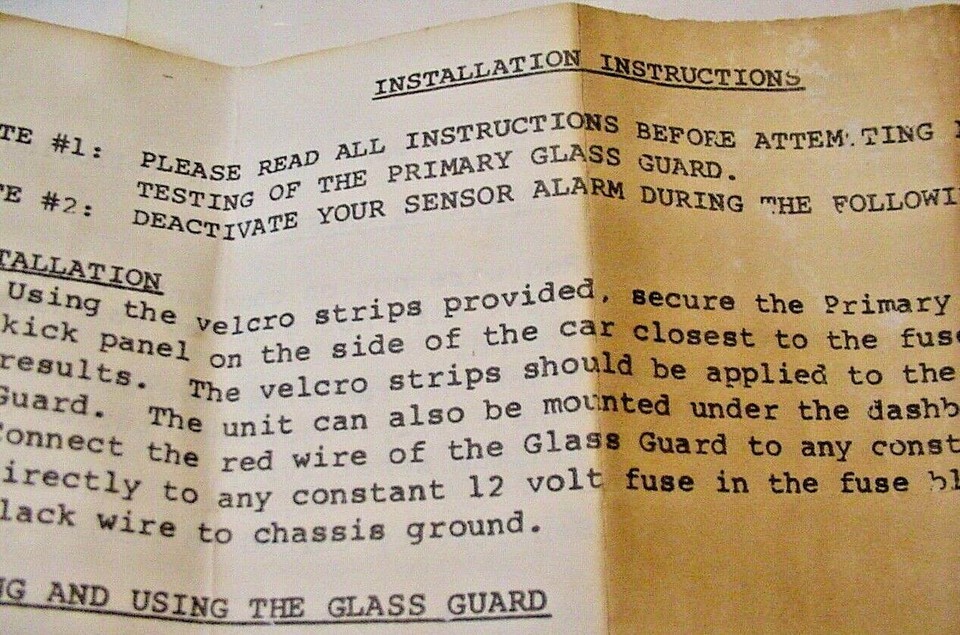 INSTALLATION INSTRUCTIONS
TE #1: PLEASE READ ALL INSTRUCTIONS BEFORE ATTEM TING
TESTING OF THE PRIMARY GLASS GUARD.
TE #2: DEACTIVATE YOUR SENSOR ALARM DURING THE FOLLOWI
TALLATION
Using the velcro strips provided, secure the Primary
kick panel on the side of the car closest to the fus
results. The velcro strips should be applied to the
Guard. The unit can also be mounted under the dashb
Connect the red wire of the Glass Guard to any const
irectly to any constant 12 volt fuse in the fuse bl
lack wire to chassis ground.
NG AND USING THE GLASS GUARD